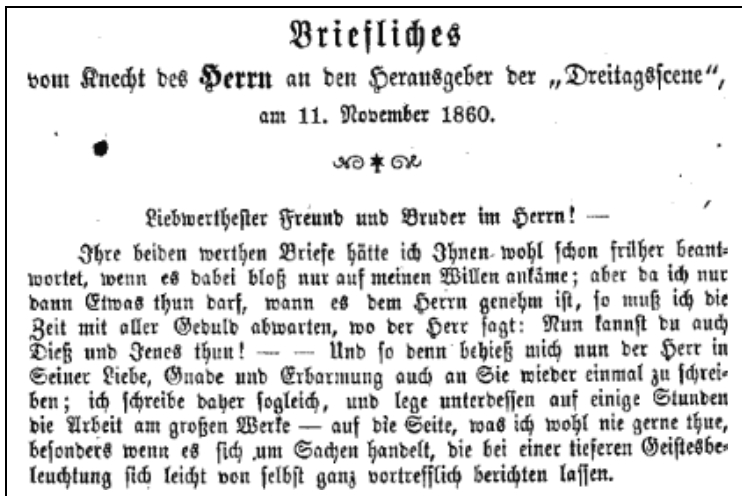 Briefliches
vom Knecht des Herrn an den Herausgeber der „Dreitagsscene“,
am 11. November 1860.
Liebwerthester Freund und Bruder im Herrn! —
Ihre beiden werthen Briefe hätte ich Ihnen wohl schon früher beant-
wortet, wenn es dabei bloß nur auf meinen Willen ankäme; aber da ich nur
dann Etwas thun darf, wann es dem Herrn genehm ist, so muß ich die
Zeit mit aller Geduld abwarten, wo der Herr sagt: Nun kannst du auch
Dieß und Jenes thun! — — Und so denn behieß mich nun der Herr in
Seiner Liebe, Gnade und Erbarmung auch an Sie wieder einmal zu schrei-
ben; ich schreibe daher sogleich, und lege unterdessen auf einige Stunden
die Arbeit am großen Werke — auf die Seite, was ich wohl nie gerne thue,
besonders wenn es sich um Sachen handelt, die bei einer tieferen Geistesbe-
leuchtung sich leicht von selbst ganz vortrefflich berichten lassen.